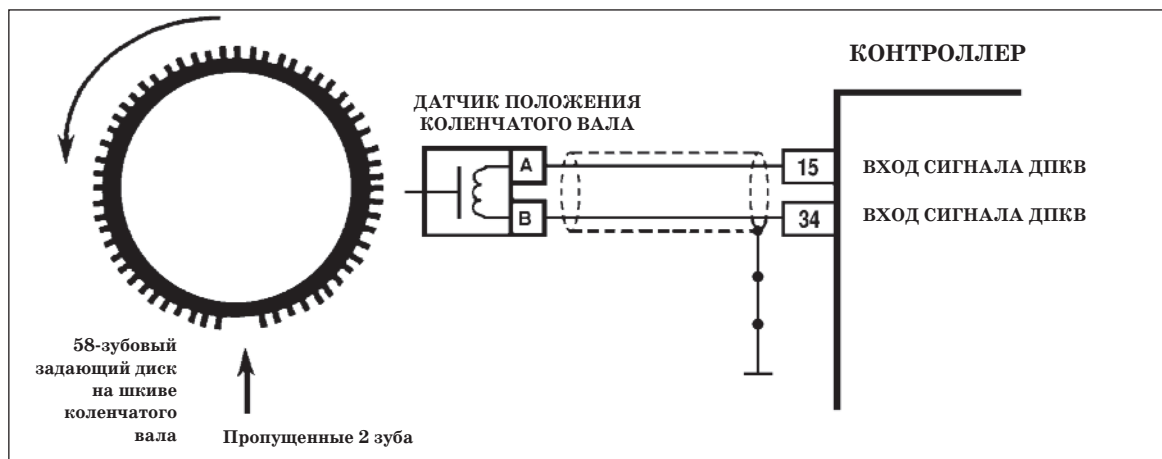 КОНТРОЛЛЕР
ДАТЧИК ПОЛОЖЕНИЯ
КОЛЕНЧАТОГО ВАЛА
A
15
ВХОД СИГНАЛА ДПКВ
B
34
ВХОД СИГНАЛА ДПКВ
58-зубовый
задающий диск
на шкиве
коленчатого
вала
Пропущенные 2 зуба